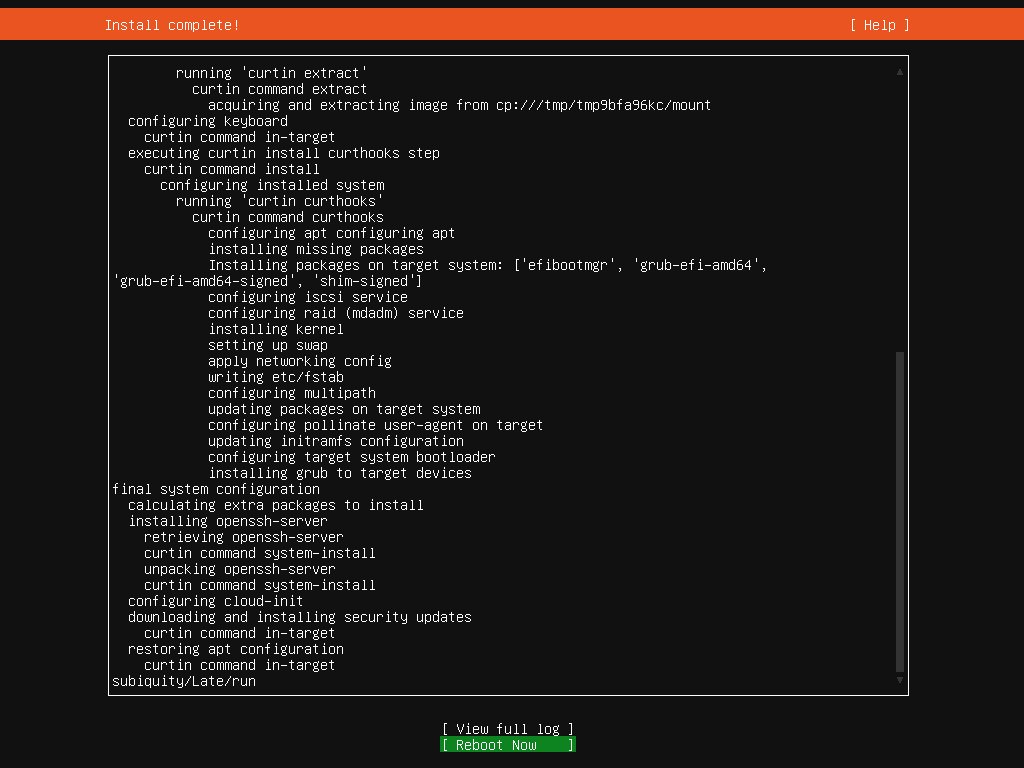 Install complete!
[ Help ]
running 'curtin extract'
curtin command extract
acquiring and extracting image from cp:///tmp/tmp9bfa96kc/mount
configuring keyboard
curtin command in-target
executing curtin install curthooks step
curtin command install
configuring installed system
running 'curtin curthooks'
curtin command curthooks
configuring apt configuring apt
installing missing packages
Installing packages on target system: ['efibootmgr', 'grub-efi-amd64',
'grub-efi-amd64-signed', 'shim-signed']
configuring iscsi service
configuring raid (mdadm) service
installing kernel
setting up swap
apply networking config
writing etc/fstab
configuring multipath
updating packages on target system
configuring pollinate user-agent on target
updating initramfs configuration
configuring target system bootloader
installing grub to target devices
final system configuration
calculating extra packages to install
installing openssh-server
retrieving openssh-server
curtin command system-install
unpacking openssh-server
curtin command system-install
configuring cloud-init
downloading and installing security updates
curtin command in-target
restoring apt configuration
curtin command in-target
subiquity/Late/run
[ View full log ]
[ Reboot Now ]